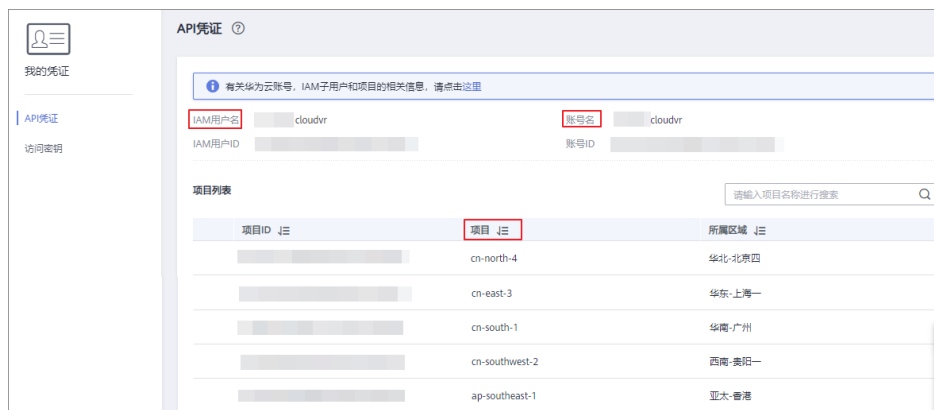 API凭证
我的凭证
有关华为云账号，IAM子用户和项目的相关信息，请点击这里
API凭证
访问密钥
IAM用户名 cloudvr 账号名 cloudvr
IAM用户ID 账号ID
项目列表 请输入项目名称进行搜索
项目ID 项目 所属区域
cn-north-4 华北-北京四
cn-east-3 华东-上海一
cn-south-1 华南-广州
cn-southwest-2 西南-贵阳一
ap-southeast-1 亚太-香港